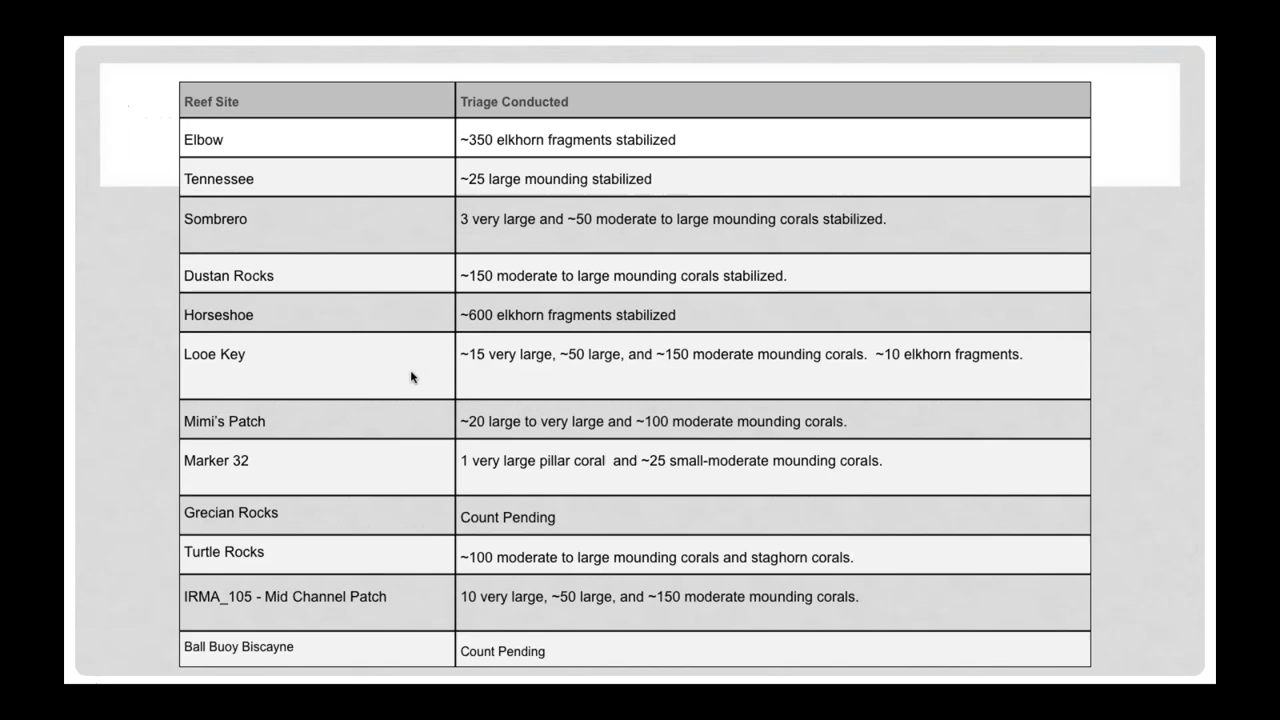 Reef Site Triage Conducted
Elbow ~350 elkhorn fragments stabilized
Tennessee ~25 large mounding stabilized
Sombrero 3 very large and ~50 moderate to large mounding corals stabilized.
Dustan Rocks ~150 moderate to large mounding corals stabilized.
Horseshoe ~600 elkhorn fragments stabilized
Looe Key ~15 very large, ~50 large, and ~150 moderate mounding corals.  ~10 elkhorn fragments.
Mimi’s Patch ~20 large to very large and ~100 moderate mounding corals.
Marker 32 1 very large pillar coral  and ~25 small-moderate mounding corals.
Grecian Rocks Count Pending
Turtle Rocks ~100 moderate to large mounding corals and staghorn corals.
IRMA_105 - Mid Channel Patch 10 very large, ~50 large, and ~150 moderate mounding corals.
Ball Buoy Biscayne Count Pending